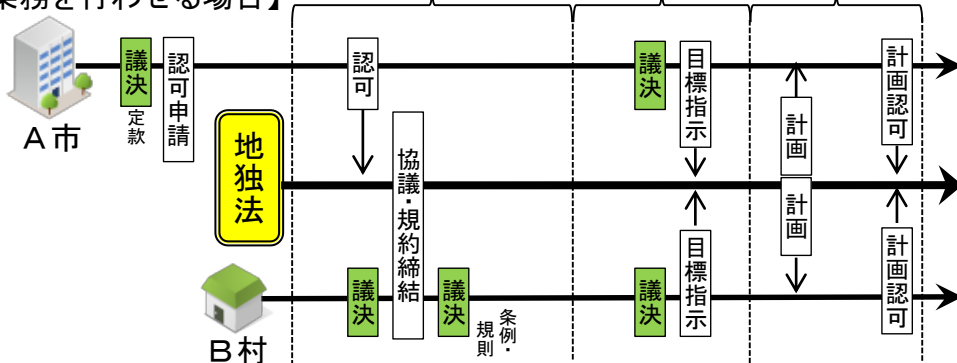 業務を行わせる場合】
A市
議決
定款
認可申請
認可
議決
目標指示
計画
計画認可
地独法
協議・規約締結
計画
B村
議決
議決
条例・
規則
議決
目標指示
計画認可